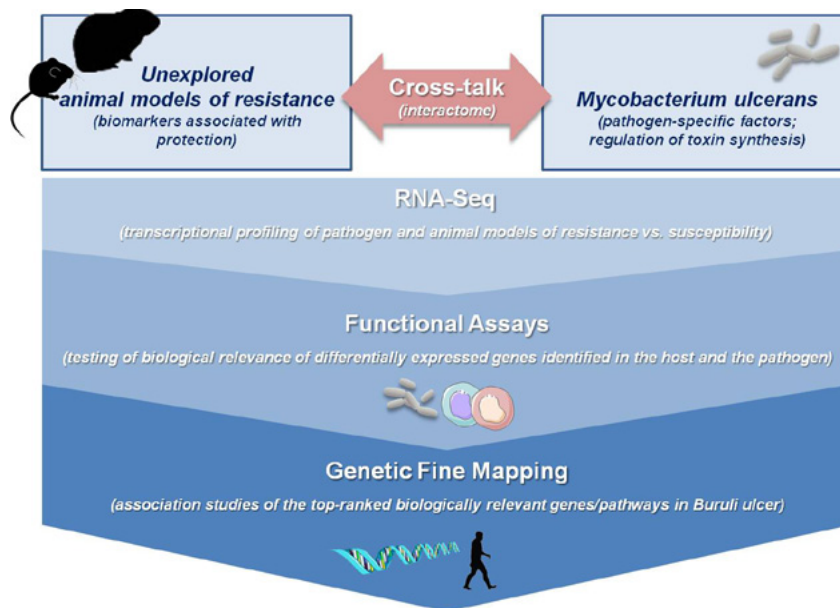 Unexplored
animal models of resistance
(biomarkers associated with
protection)
Cross-talk
(interactome)
Mycobacterium ulcerans
(pathogen-specific factors;
regulation of toxin synthesis)
RNA-Seq
(transcriptional profiling of pathogen and animal models of resistance vs. susceptibility)
Functional Assays
(testing of biological relevance of differentially expressed genes identified in the host and the pathogen)
Genetic Fine Mapping
(association studies of the top-ranked biologically relevant genes/pathways in Buruli ulcer)